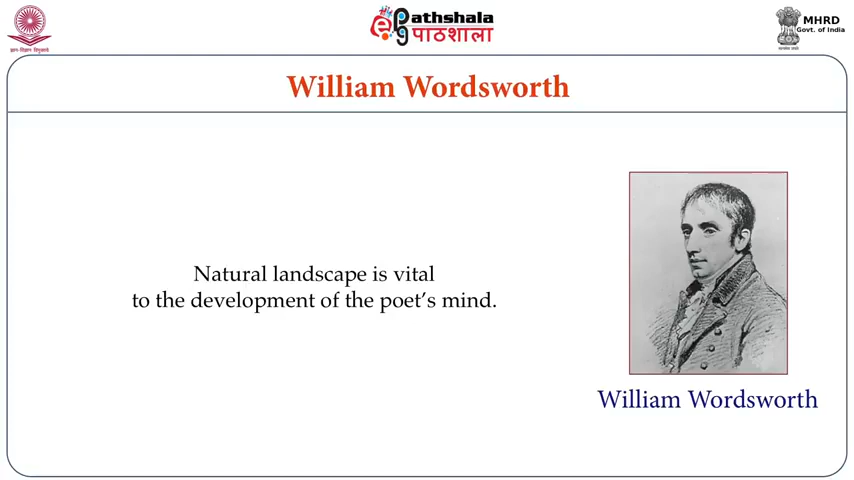 ePathshala
पाठशाला
MHRD
Govt. of India
William Wordsworth
Natural landscape is vital
to the development of the poet’s mind.
William Wordsworth